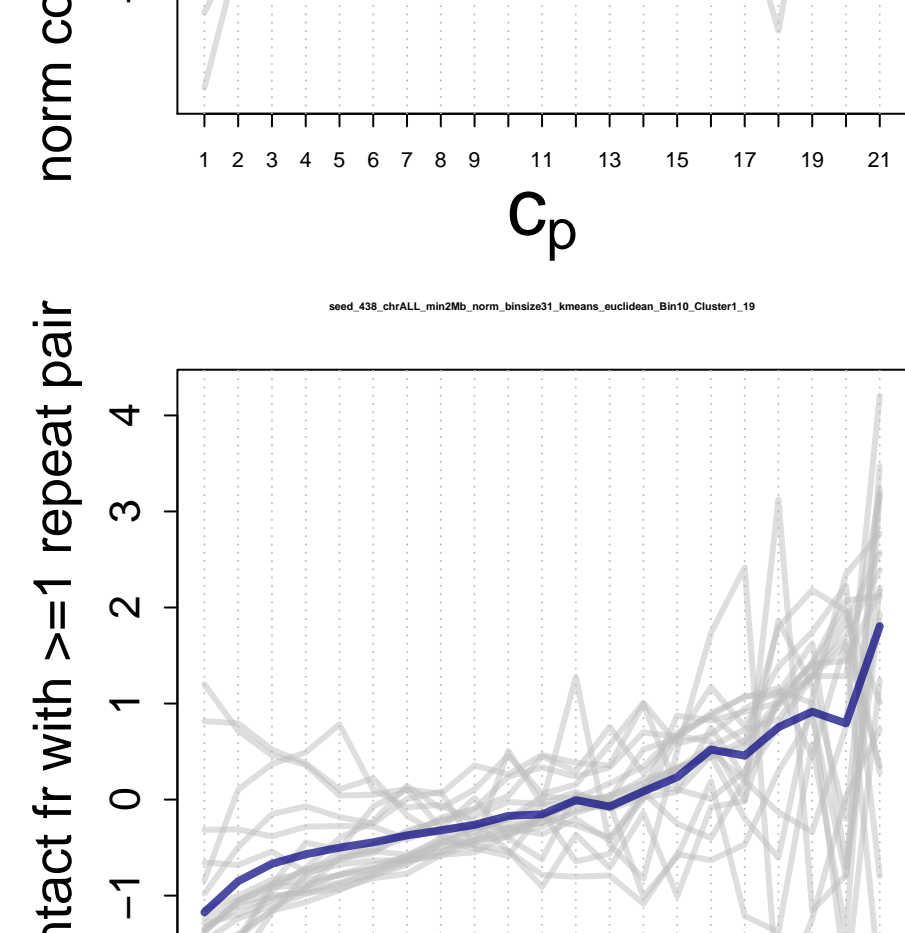 norm co
1 2 3 4 5 6 7 8 9 11 13 15 17 19 21
cp
seed_438_chrALL_min2Mb_norm_binsize31_kmeans_euclidean_Bin10_Cluster1_19
ntact fr with >=1 repeat pair
4
3
2
1
0
−1